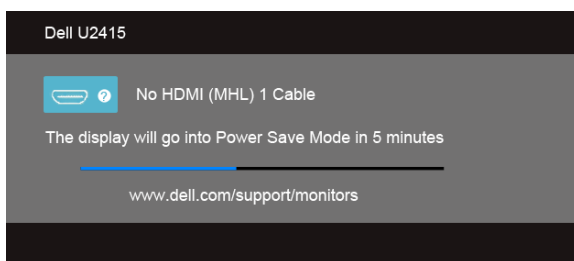 Dell U2415
No HDMI (MHL) 1 Cable
The display will go into Power Save Mode in 5 minutes
www.dell.com/support/monitors